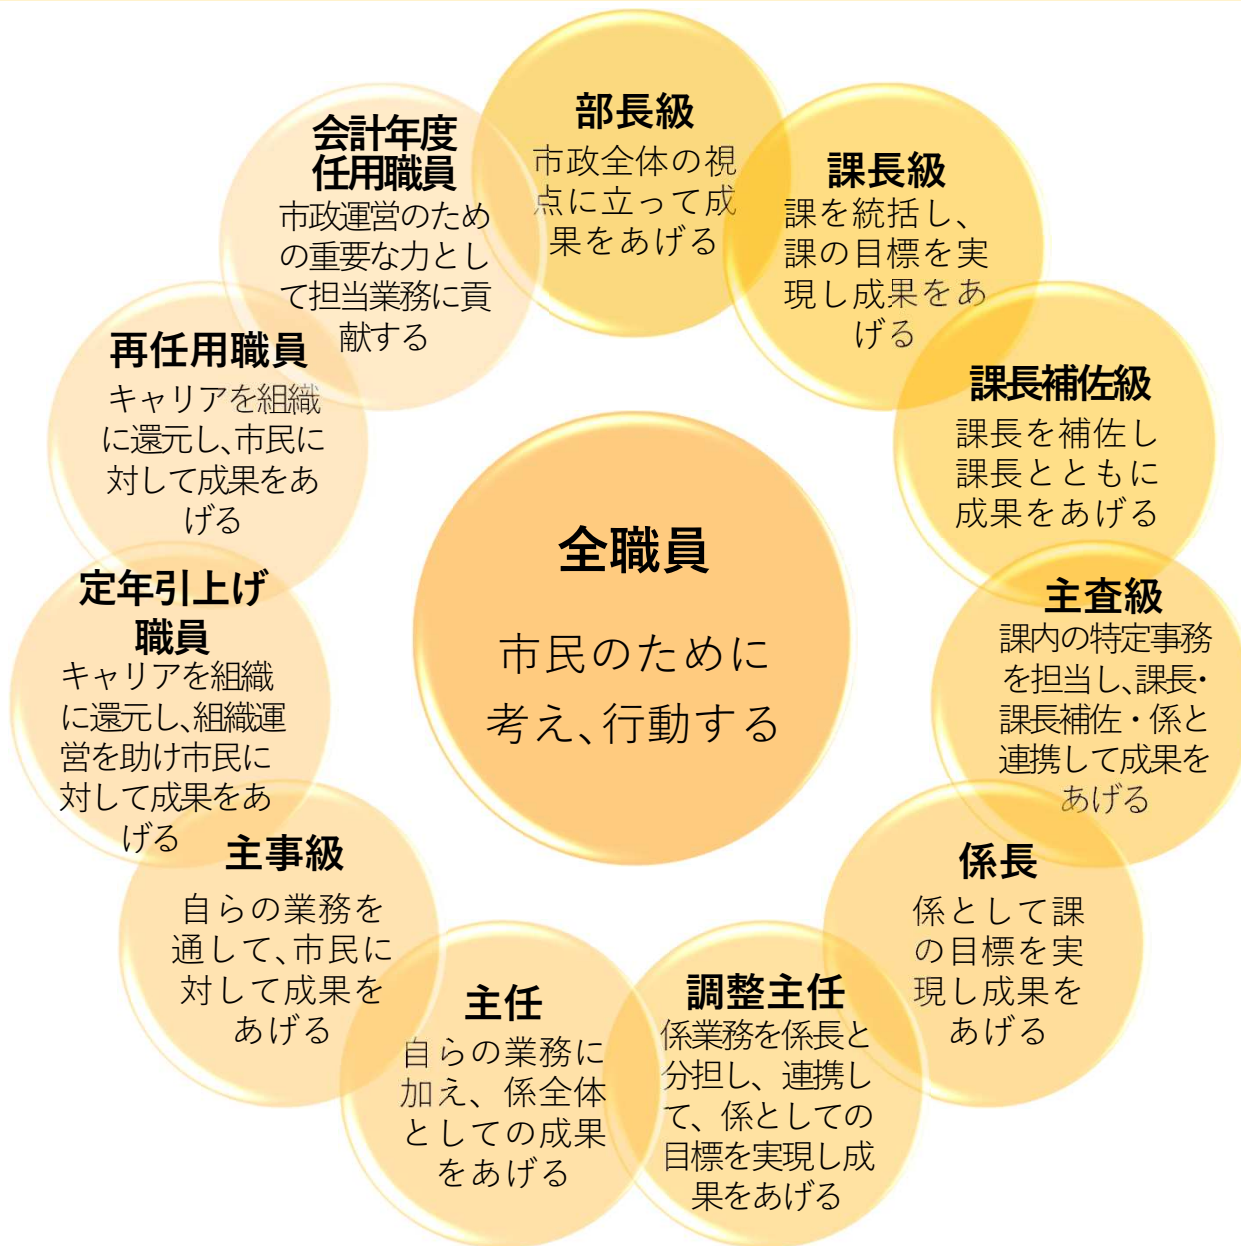 部長級
市政全体の視
点に立って成
果をあげる
課長級
課を統括し、
課の目標を実
現し成果をあ
げる
課長補佐級
課長を補佐し
課長とともに
成果をあげる
主査級
課内の特定事務
を担当し、課長・
課長補佐・係と
連携して成果を
あげる
係長
係として課
の目標を実
現し成果を
あげる
調整主任
係業務を係長と
分担し、連携し
て、係としての
目標を実現し成
果をあげる
主任
自らの業務に
加え、係全体
としての成果
をあげる
主事級
自らの業務を
通して、市民に
対して成果を
あげる
定年引上げ
職員
キャリアを組織
に還元し、組織運
営を助け市民に
対して成果をあ
げる
再任用職員
キャリアを組織
に還元し、市民に
対して成果をあ
げる
会計年度
任用職員
市政運営のため
の重要な力とし
て担当業務に貢
献する
全職員
市民のために
考え、行動する